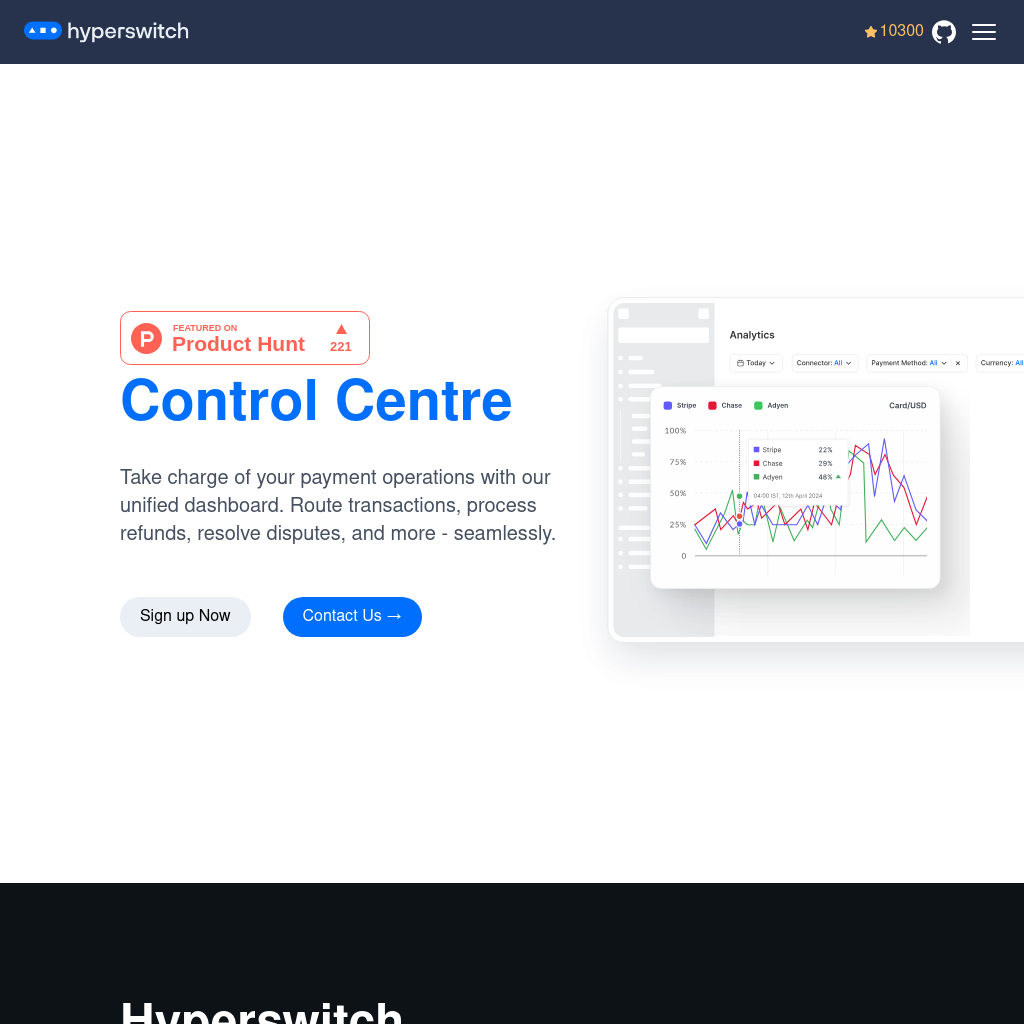 hyperswitch
10300
FEATURED ON
Product Hunt
221
Control Centre
Take charge of your payment operations with our
unified dashboard. Route transactions, process
refunds, resolve disputes, and more - seamlessly.
Sign up Now
Contact Us →
Analytics
Today
Connector: All
Payment Method: All
Currency: All
Stripe
Chase
Adyen
Card/USD
100%
75%
50%
25%
0
Stripe 22%
Chase 29%
Adyen 48%
04:00 IST, 12th April 2024
Hyperswitch